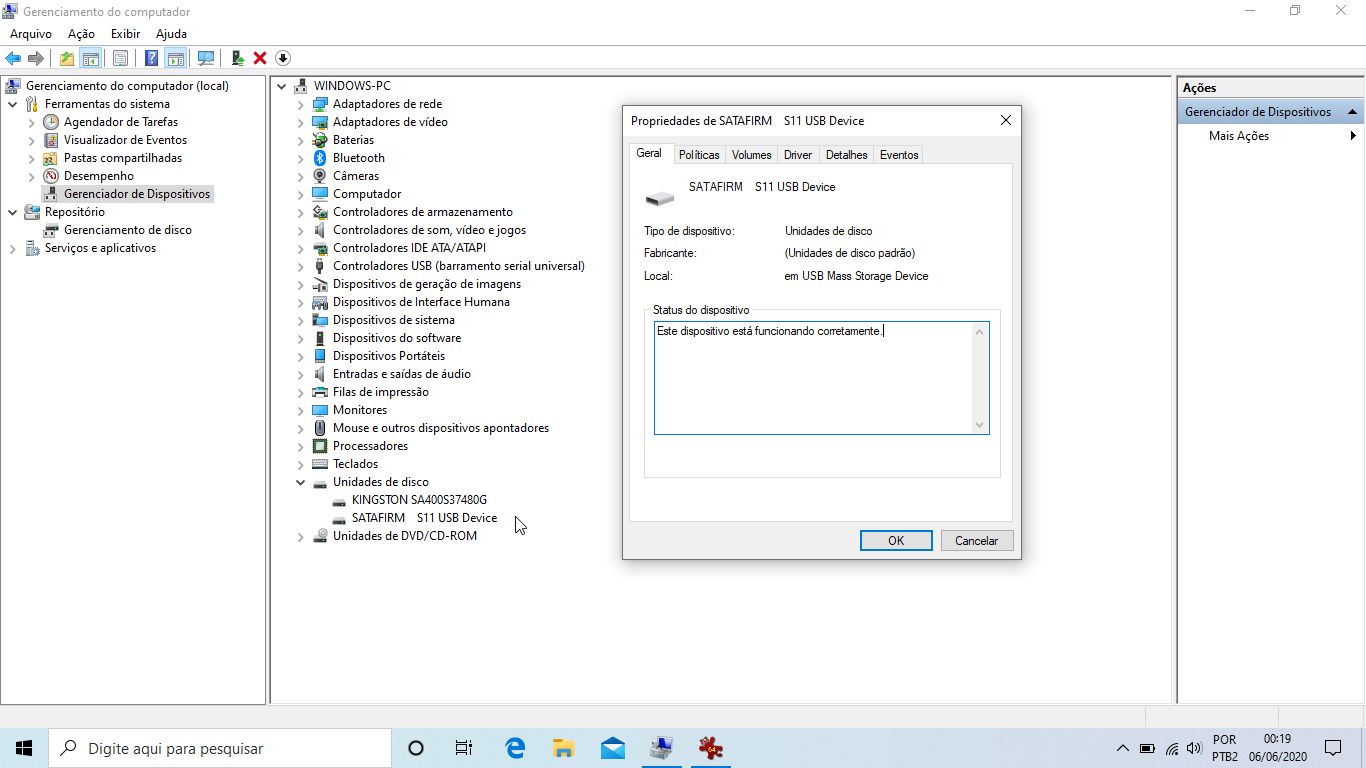 Gerenciamento do computador
Arquivo Ação Exibir Ajuda
Gerenciamento do computador (local)
Ferramentas do sistema
Agendador de Tarefas
Visualizador de Eventos
Pastas compartilhadas
Desempenho
Gerenciador de Dispositivos
Repositório
Gerenciamento de disco
Serviços e aplicativos
WINDOWS-PC
Adaptadores de rede
Adaptadores de vídeo
Baterias
Bluetooth
Câmeras
Computador
Controladores de armazenamento
Controladores de som, vídeo e jogos
Controladores IDE ATA/ATAPI
Controladores USB (barramento serial universal)
Dispositivos de geração de imagens
Dispositivos de Interface Humana
Dispositivos de sistema
Dispositivos do software
Dispositivos Portáteis
Entradas e saídas de áudio
Filas de impressão
Monitores
Mouse e outros dispositivos apontadores
Processadores
Teclados
Unidades de disco
KINGSTON SA400S37480G
SATAFIRM S11 USB Device
Unidades de DVD/CD-ROM
Propriedades de SATAFIRM S11 USB Device
Geral Políticas Volumes Driver Detalhes Eventos
SATAFIRM S11 USB Device
Tipo de dispositivo: Unidades de disco
Fabricante: (Unidades de disco padrão)
Local: em USB Mass Storage Device
Status do dispositivo
Este dispositivo está funcionando corretamente.
OK Cancelar
Ações
Gerenciador de Dispositivos
Mais Ações
Digite aqui para pesquisar
POR
PTB2
00:19
06/06/2020